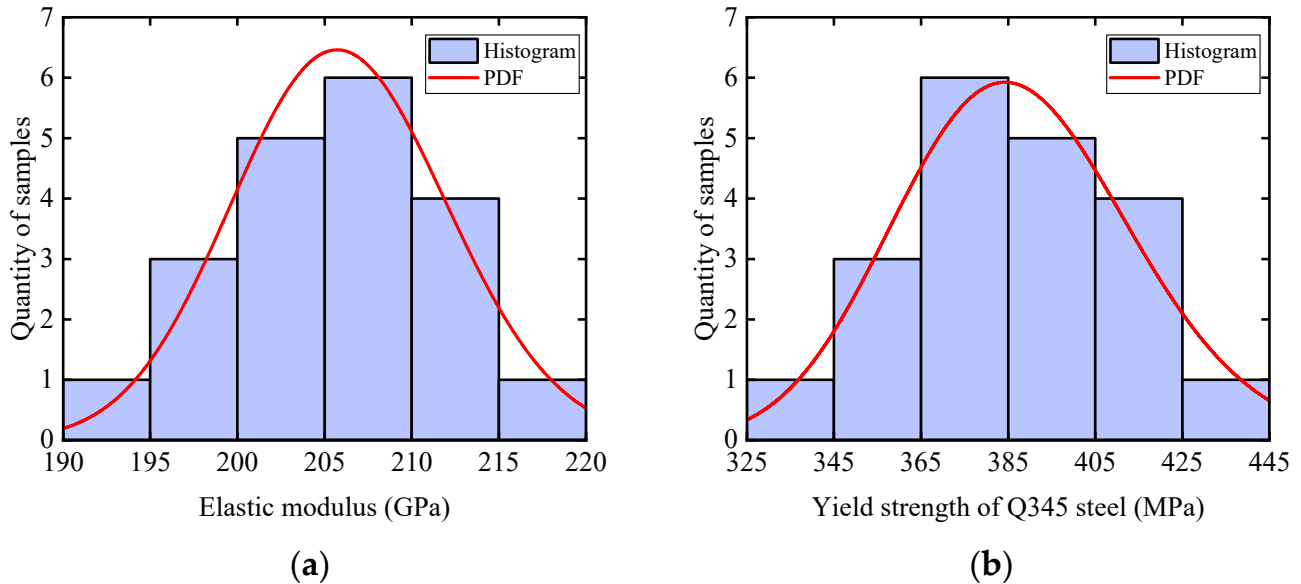 7
6
5
4
3
2
1
0
Quantity of samples
Histogram
PDF
190 195 200 205 210 215 220
Elastic modulus (GPa)
(a)
7
6
5
4
3
2
1
0
Quantity of samples
Histogram
PDF
325 345 365 385 405 425 445
Yield strength of Q345 steel (MPa)
(b)